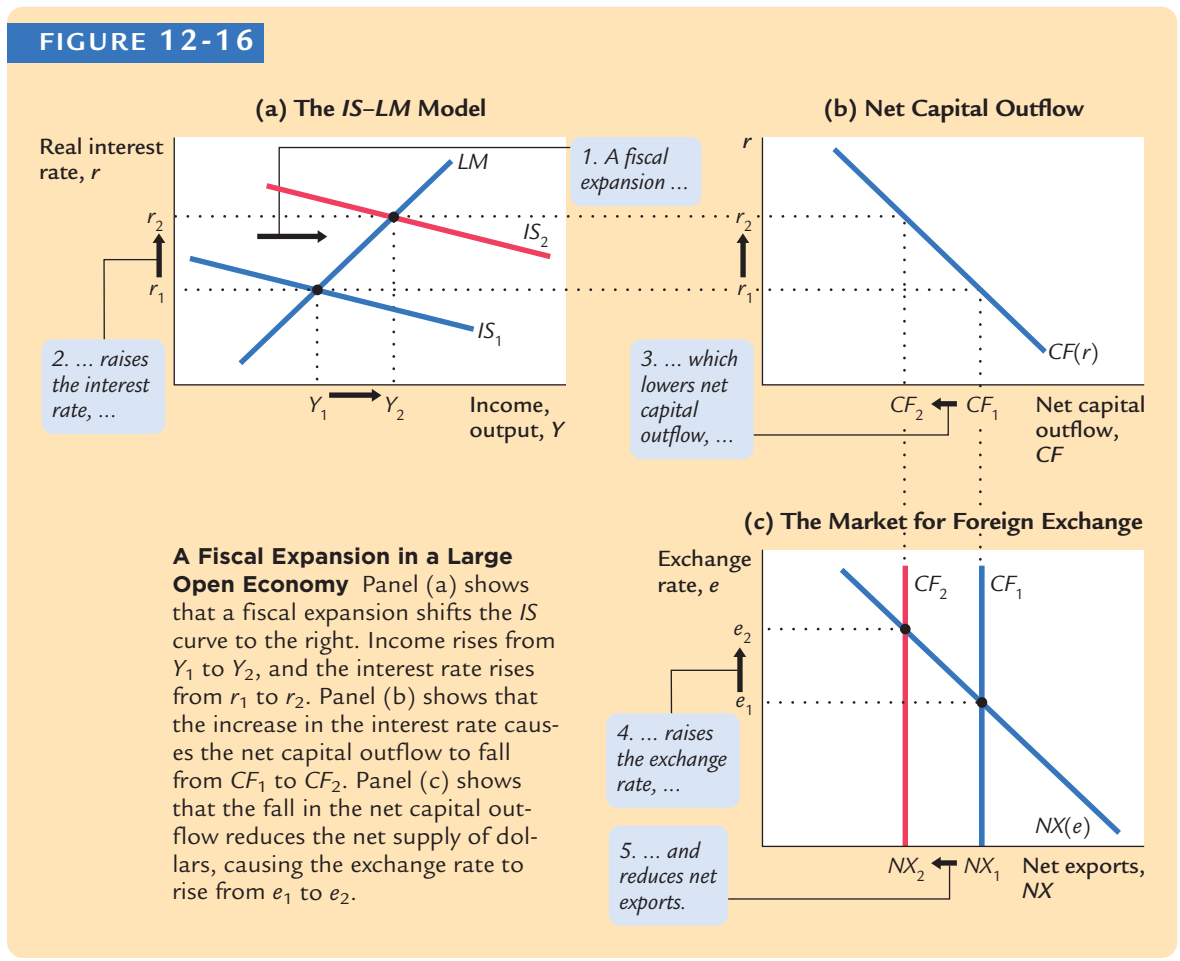 FIGURE 12-16
(a) The IS–LM Model
Real interest
rate, r
LM
1. A fiscal
expansion ...
r2
IS2
r1
IS1
2. ... raises
the interest
rate, ...
Y1
Y2
Income,
output, Y
(b) Net Capital Outflow
r
r2
r1
CF(r)
3. ... which
lowers net
capital
outflow, ...
CF2
CF1
Net capital
outflow,
CF
(c) The Market for Foreign Exchange
Exchange
rate, e
CF2
CF1
e2
e1
4. ... raises
the exchange
rate, ...
NX(e)
5. ... and
reduces net
exports.
NX2
NX1
Net exports,
NX
A Fiscal Expansion in a Large
Open Economy Panel (a) shows
that a fiscal expansion shifts the IS
curve to the right. Income rises from
Y1 to Y2, and the interest rate rises
from r1 to r2. Panel (b) shows that
the increase in the interest rate caus-
es the net capital outflow to fall
from CF1 to CF2. Panel (c) shows
that the fall in the net capital out-
flow reduces the net supply of dol-
lars, causing the exchange rate to
rise from e1 to e2.